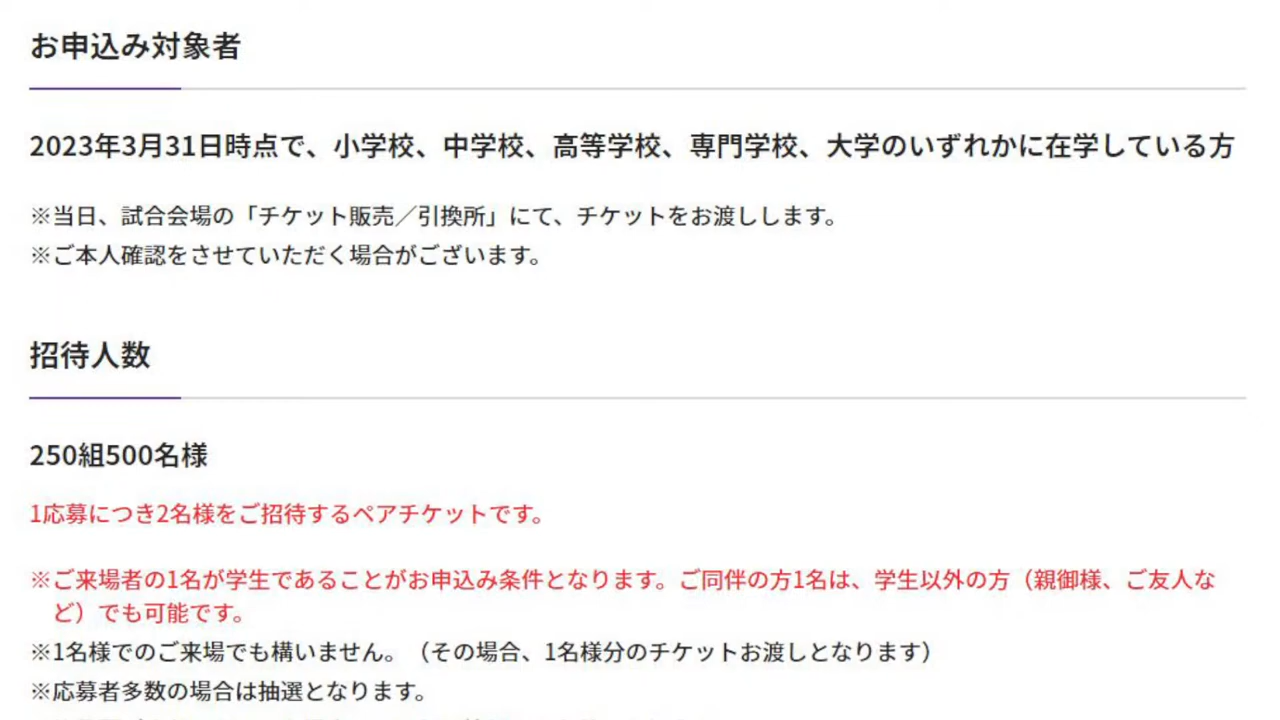 お申込み対象者
2023年3月31日時点で、小学校、中学校、高等学校、専門学校、大学のいずれかに在学している方
※当日、試合会場の「チケット販売／引換所」にて、チケットをお渡しします。
※ご本人確認をさせていただく場合がございます。
招待人数
250組500名様
1応募につき2名様をご招待するペアチケットです。
※ご来場者の1名が学生であることがお申込み条件となります。ご同伴の方1名は、学生以外の方（親御様、ご友人な
ど）でも可能です。
※1名様でのご来場でも構いません。（その場合、1名様分のチケットお渡しとなります）
※応募者多数の場合は抽選となります。